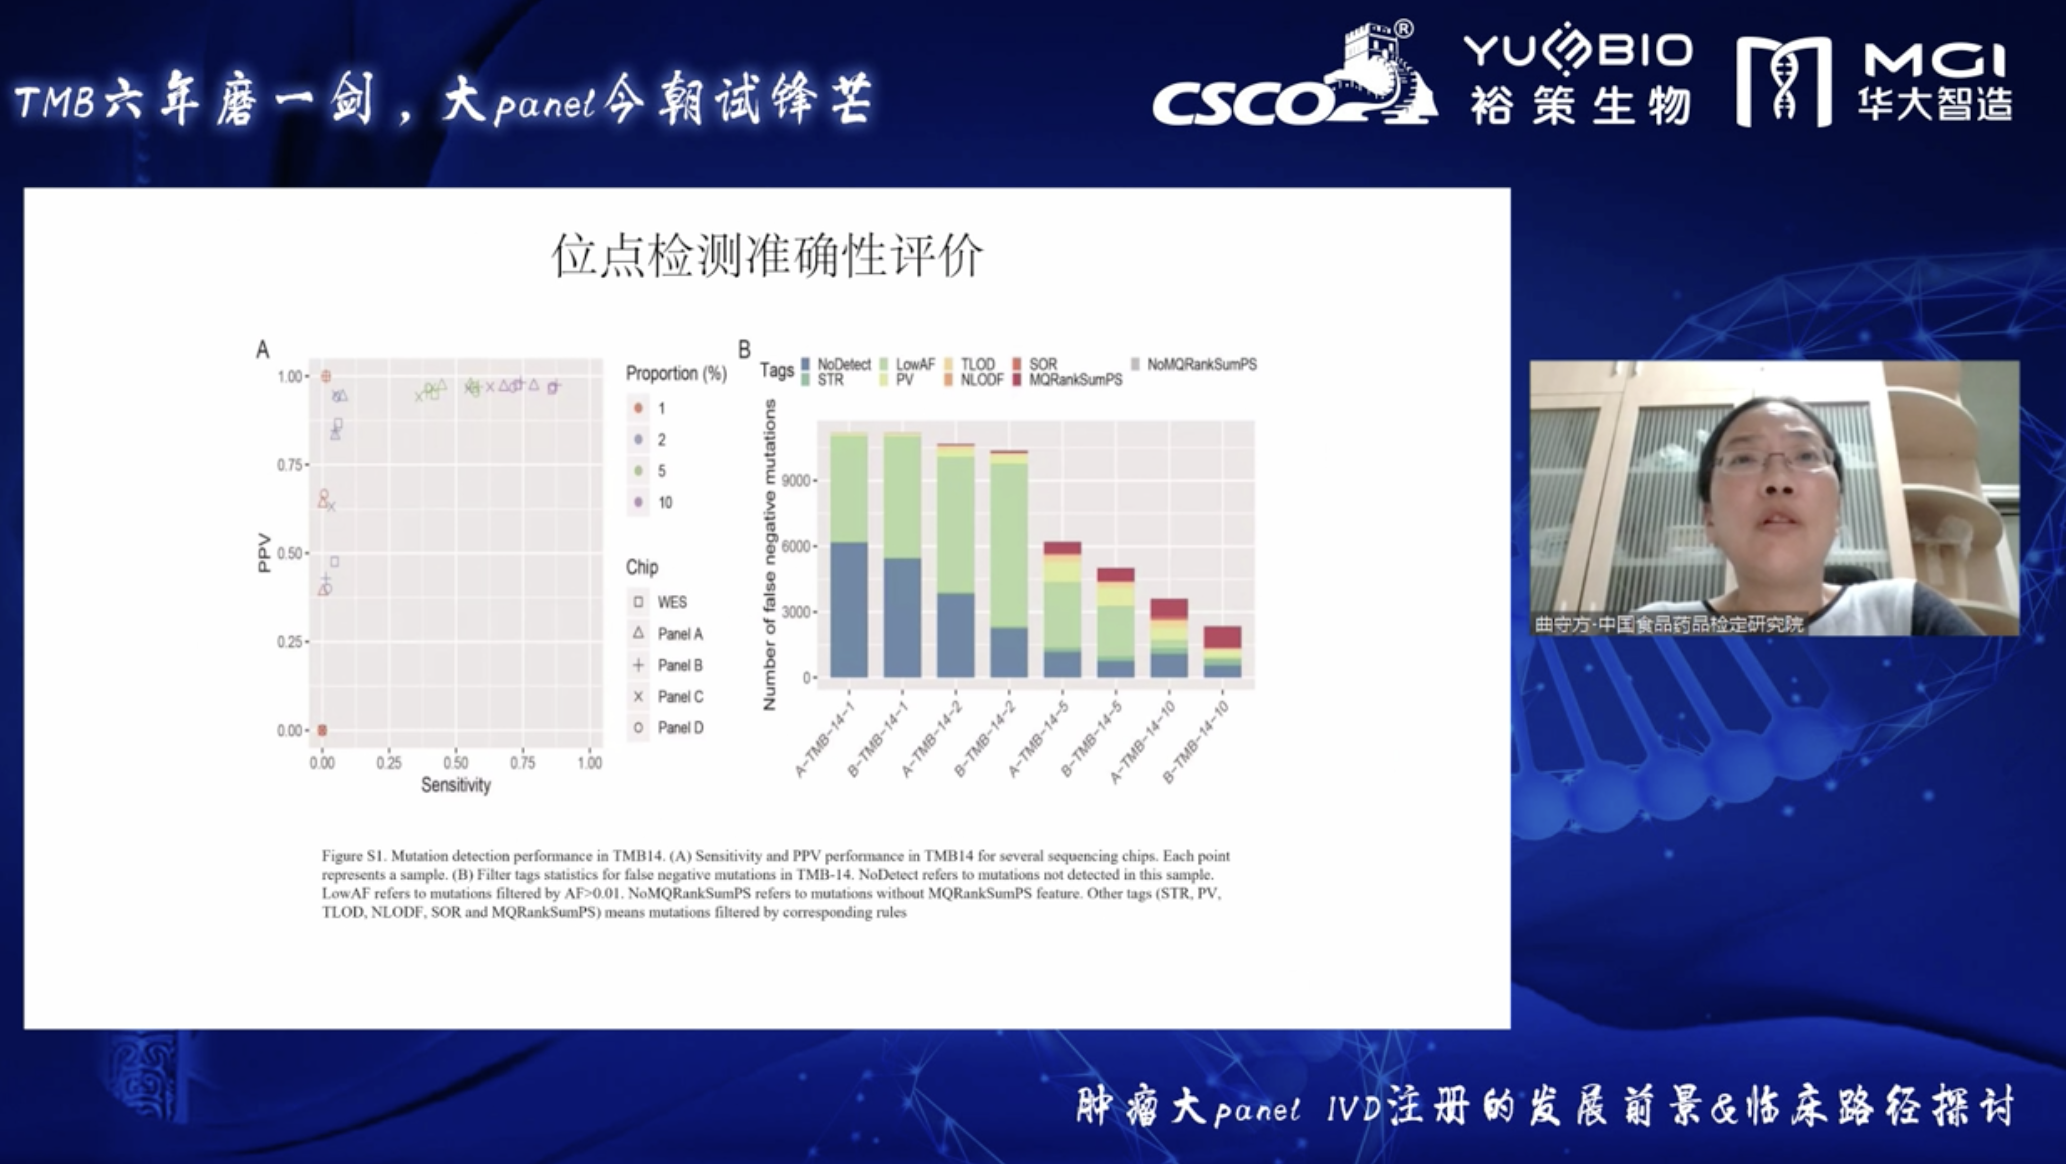 TMB六年磨一剑，大panel今朝试锋芒
CSCO®
YUCEBIO
裕策生物
MGI
华大智造
位点检测准确性评价
A
1.00
0.75
0.50
0.25
0.00
PPV
0.00 0.25 0.50 0.75 1.00
Sensitivity
Proportion (%)
1
2
5
10
Chip
WES
Panel A
Panel B
Panel C
Panel D
B
Tags NoDetect LowAF TLOD SOR NoMQRankSumPS
STR PV NLODF MQRankSumPS
Number of false negative mutations
9000
6000
3000
0
A-TMB-14-1
B-TMB-14-1
A-TMB-14-2
B-TMB-14-2
A-TMB-14-5
B-TMB-14-5
A-TMB-14-10
B-TMB-14-10
Figure S1. Mutation detection performance in TMB14. (A) Sensitivity and PPV performance in TMB14 for several sequencing chips. Each point
represents a sample. (B) Filter tags statistics for false negative mutations in TMB-14. NoDetect refers to mutations not detected in this sample.
LowAF refers to mutations filtered by AF>0.01. NoMQRankSumPS refers to mutations without MQRankSumPS feature. Other tags (STR, PV,
TLOD, NLODF, SOR and MQRankSumPS) means mutations filtered by corresponding rules
曲守方-中国食品药品检定研究院
肿瘤大panel IVD注册的发展前景&临床路径探讨